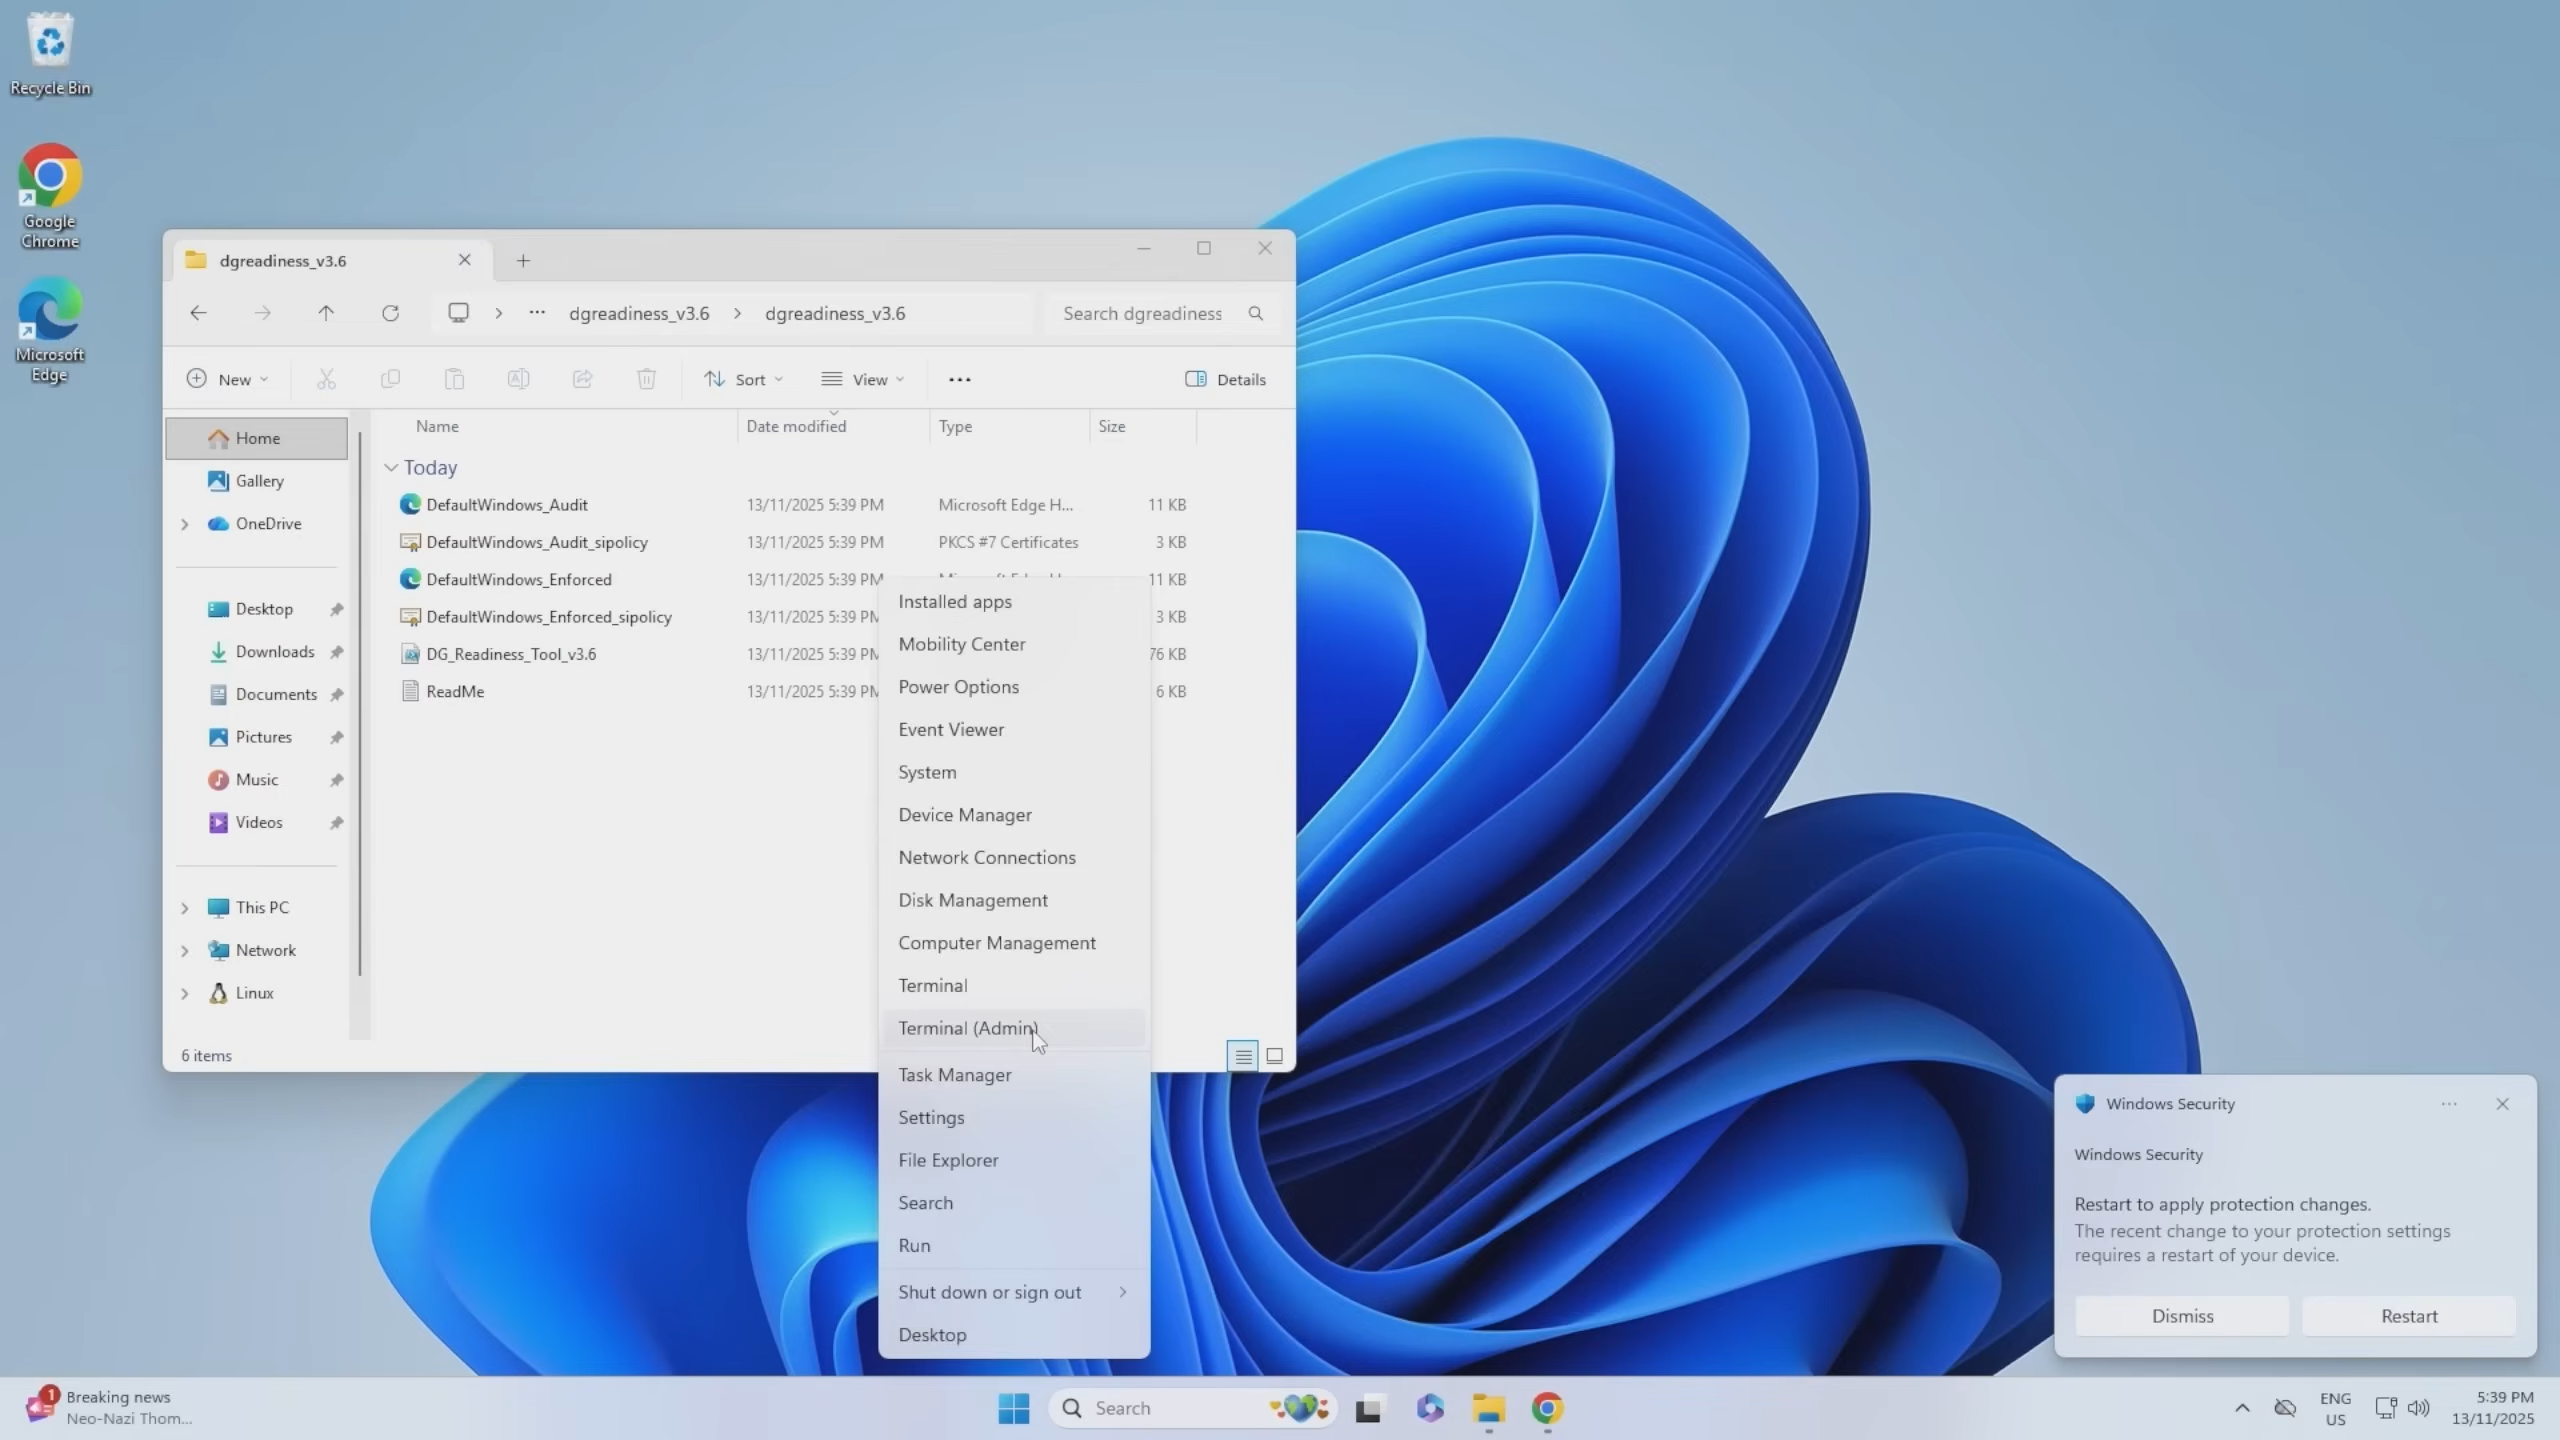 Recycle Bin
Google
Chrome
Microsoft
Edge
dgreadiness_v3.6
dgreadiness_v3.6
dgreadiness_v3.6
Search dgreadiness
New
Sort
View
Details
Home
Gallery
OneDrive
Desktop
Downloads
Documents
Pictures
Music
Videos
This PC
Network
Linux
Name Date modified Type Size
Today
DefaultWindows_Audit 13/11/2025 5:39 PM Microsoft Edge H... 11 KB
DefaultWindows_Audit_sipolicy 13/11/2025 5:39 PM PKCS #7 Certificates 3 KB
DefaultWindows_Enforced 13/11/2025 5:39 PM 11 KB
DefaultWindows_Enforced_sipolicy 13/11/2025 5:39 PM 3 KB
DG_Readiness_Tool_v3.6 13/11/2025 5:39 PM 76 KB
ReadMe 13/11/2025 5:39 PM 6 KB
6 items
Installed apps
Mobility Center
Power Options
Event Viewer
System
Device Manager
Network Connections
Disk Management
Computer Management
Terminal
Terminal (Admin)
Task Manager
Settings
File Explorer
Search
Run
Shut down or sign out
Desktop
Windows Security
Windows Security
Restart to apply protection changes.
The recent change to your protection settings
requires a restart of your device.
Dismiss
Restart
1
Breaking news
Neo-Nazi Thom...
Search
ENG
US
5:39 PM
13/11/2025